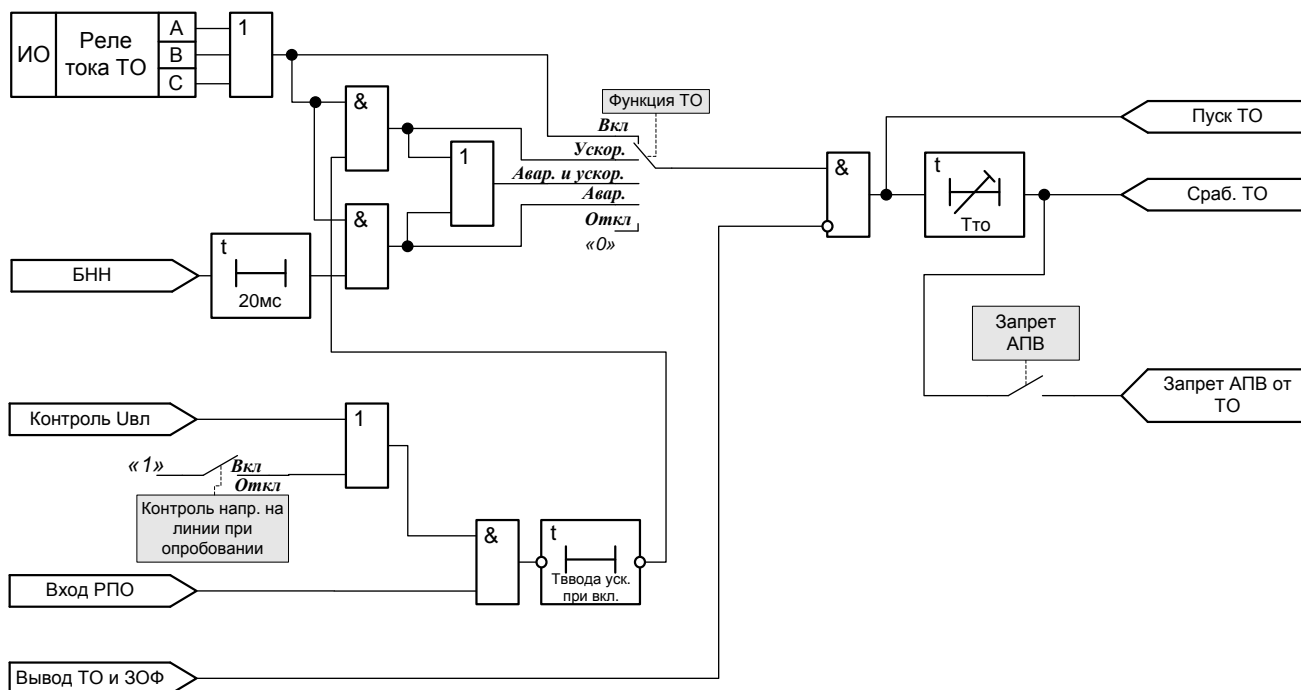 ИО
Реле
тока ТО
A
B
C
1
&
Функция ТО
Вкл
Ускор.
Авар. и ускор.
Авар.
Откл
«0»
1
&
&
t
Тто
Пуск ТО
Сраб. ТО
БНН
t
20мс
Запрет
АПВ
Запрет АПВ от
ТО
Контроль Uвл
1
«1»
Вкл
Откл
Контроль напр. на
линии при
опробовании
&
t
Тввода уск.
при вкл.
Вход РПО
Вывод ТО и ЗОФ